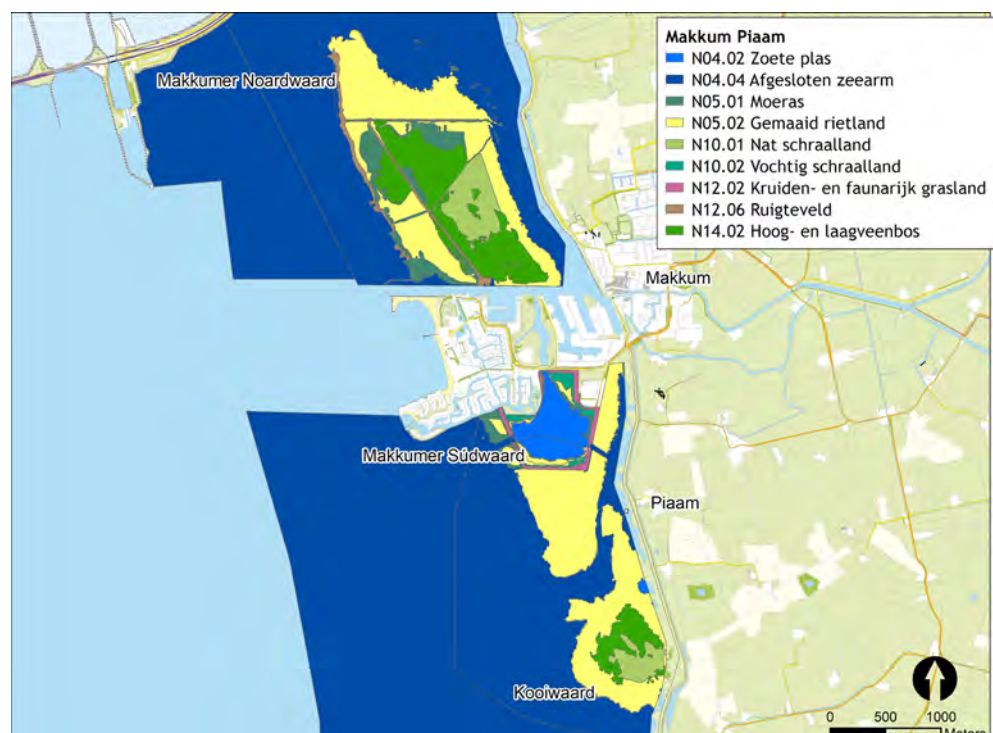 Makkum Piaam
N04.02 Zoete plas
N04.04 Afgesloten zeearm
N05.01 Moeras
N05.02 Gemaaid rietland
N10.01 Nat schraalland
N10.02 Vochtig schraalland
N12.02 Kruiden- en faunarijk grasland
N12.06 Ruigteveld
N14.02 Hoog- en laagveenbos
Makkumer Noardwaard
Makkum
Makkumer Súdwaard
Piaam
Kooiwaard
0 500 1000
Meters